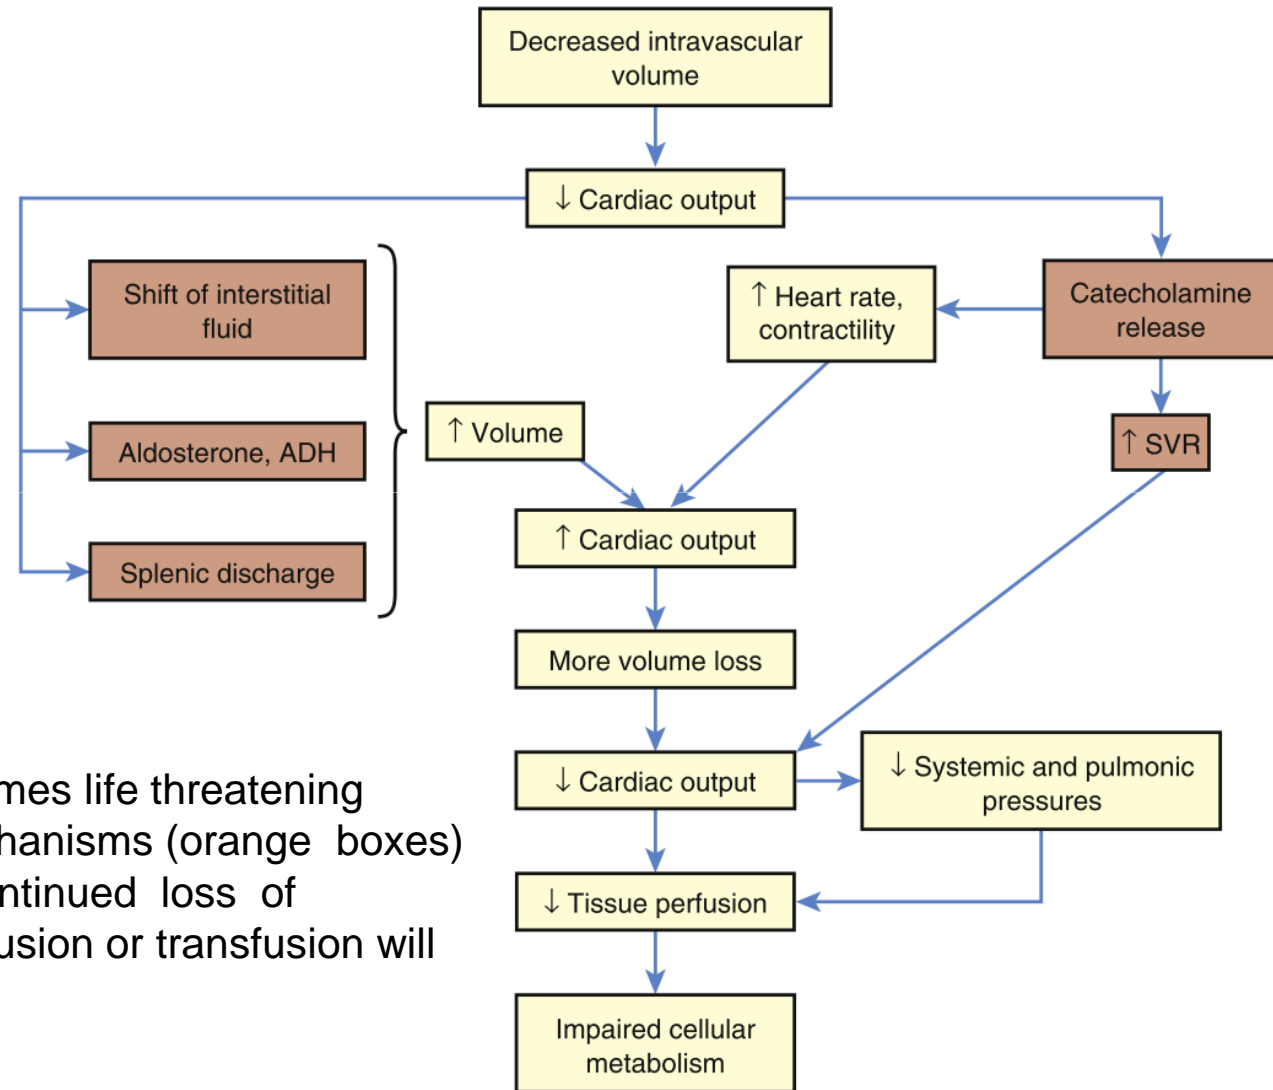 Decreased intravascular
volume
↓ Cardiac output
Shift of interstitial
fluid
↑ Heart rate,
contractility
Catecholamine
release
Aldosterone, ADH
↑ Volume
↑ SVR
Splenic discharge
↑ Cardiac output
More volume loss
↓ Cardiac output
↓ Systemic and pulmonic
pressures
↓ Tissue perfusion
Impaired cellular
metabolism
mes life threatening
hanisms (orange boxes)
ntinued loss of
usion or transfusion will